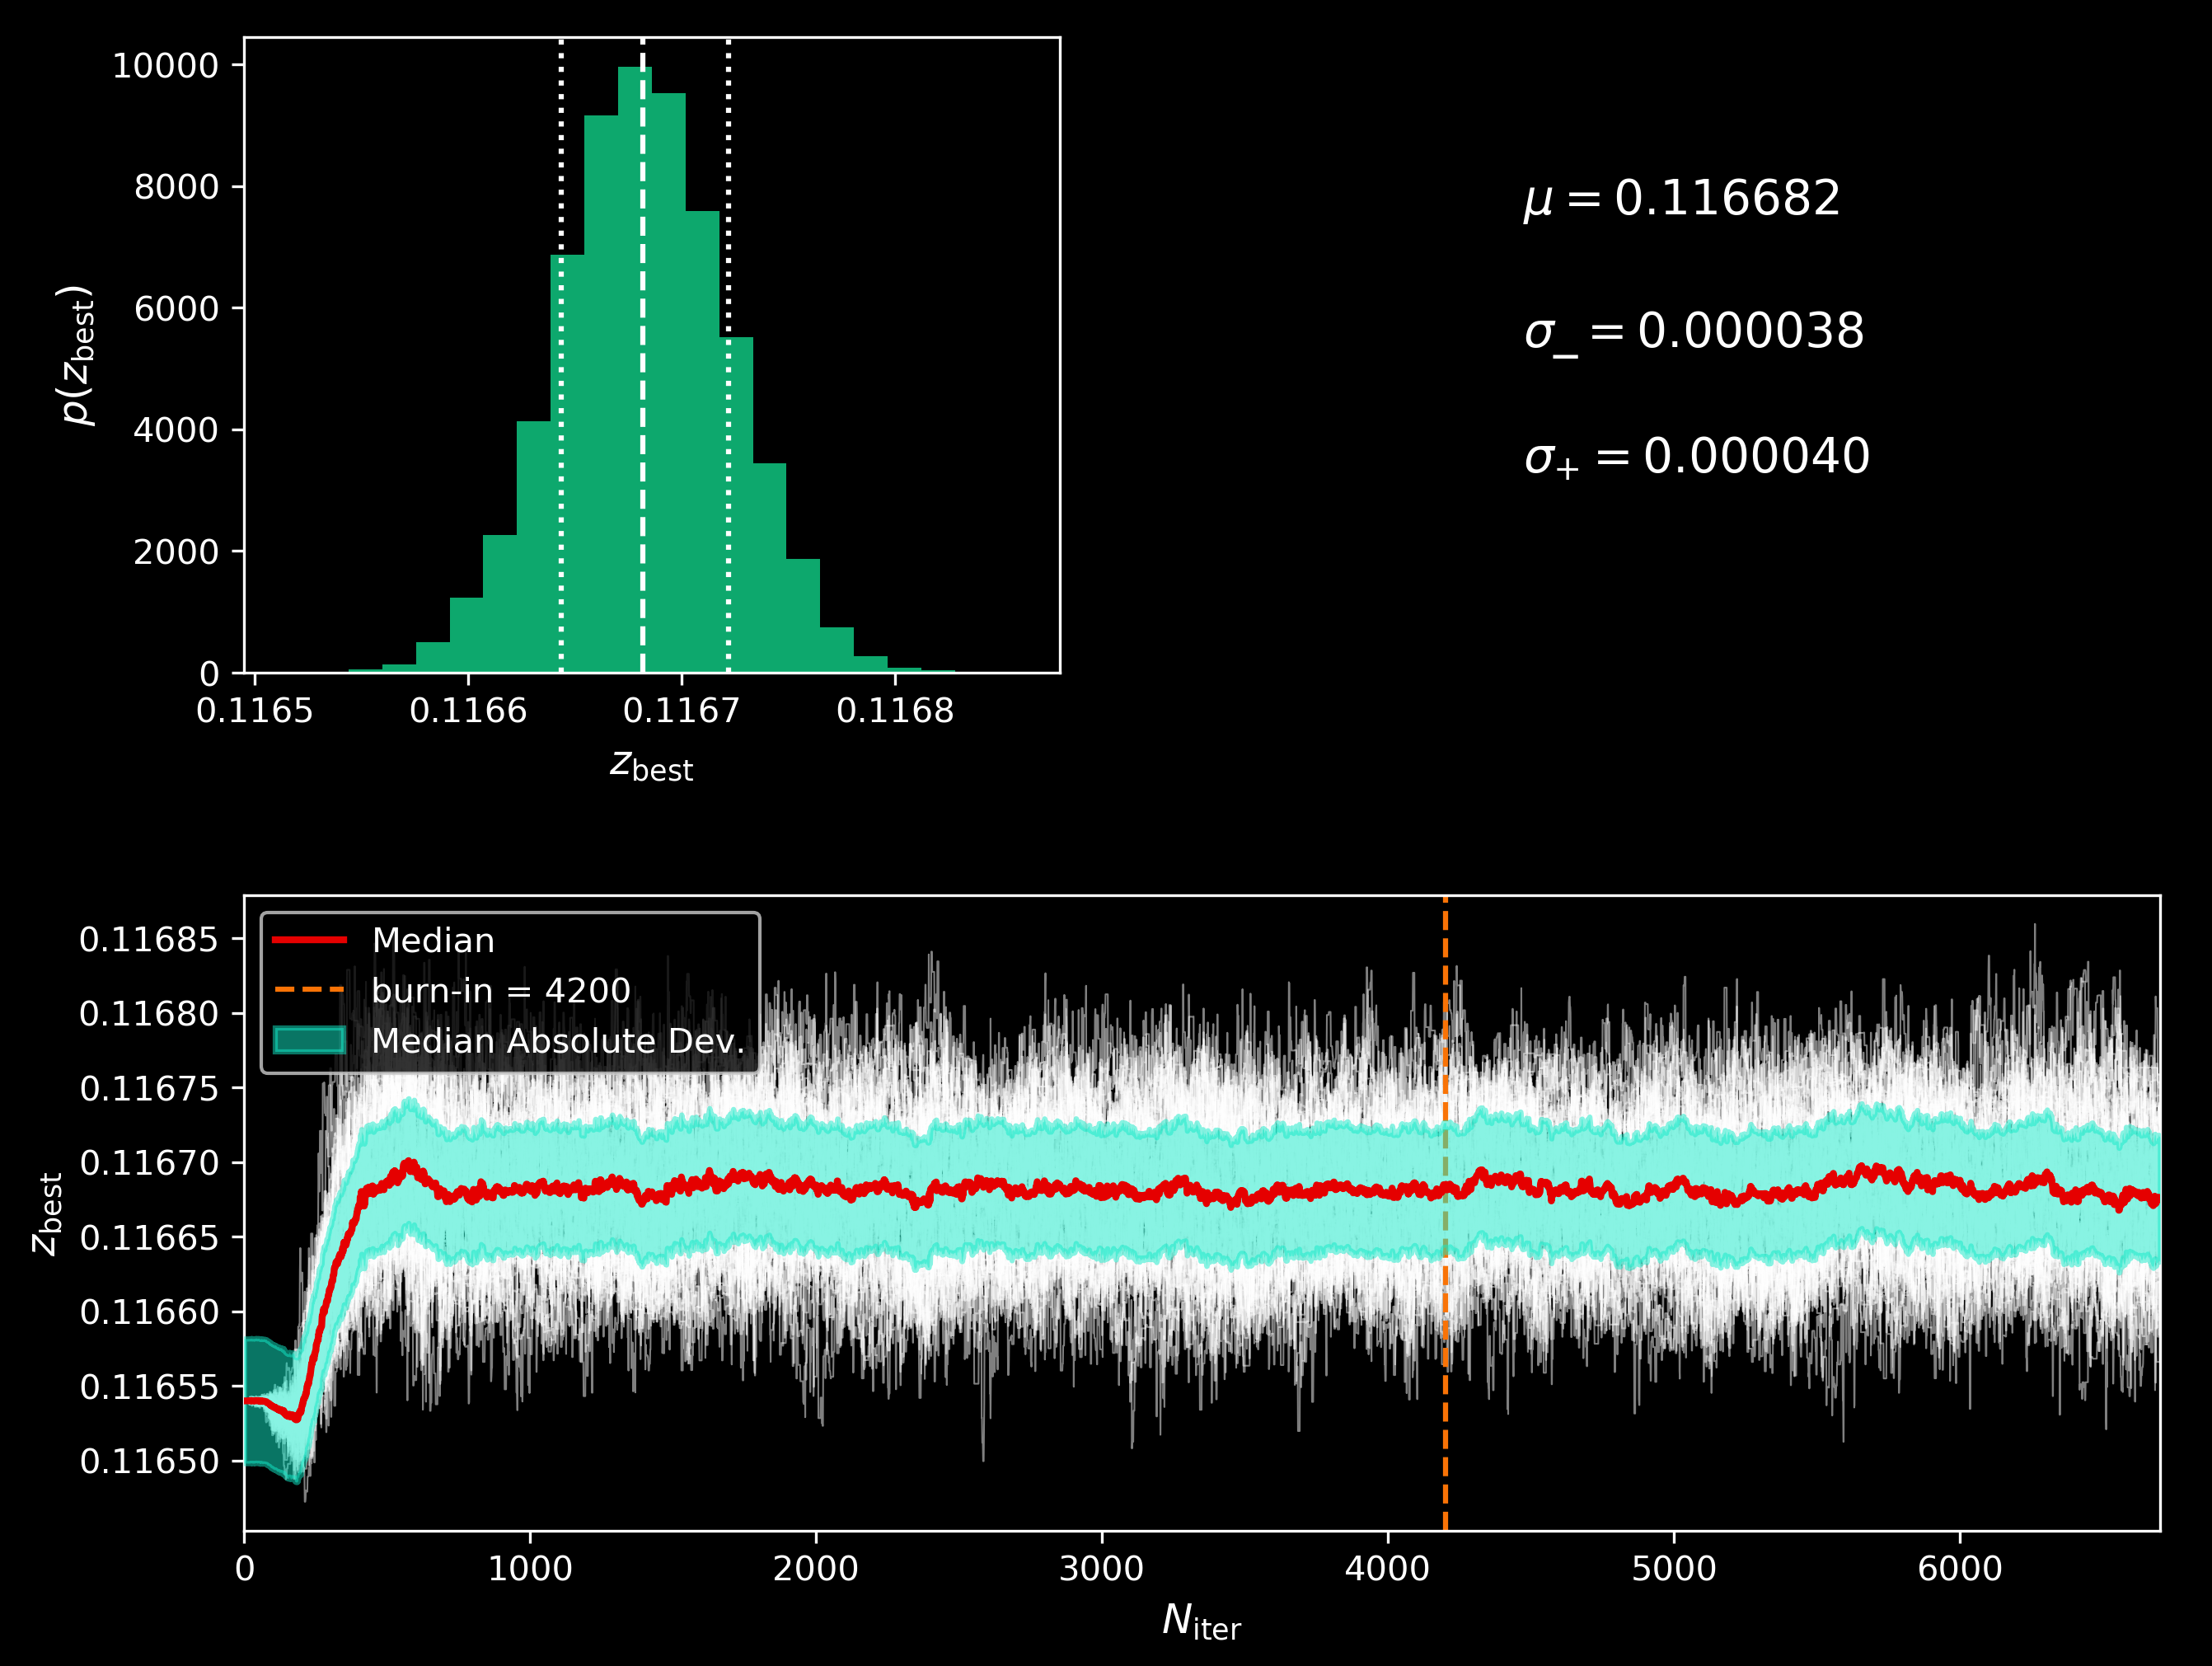 10000
8000
6000
4000
2000
0
p(z_best)
0.1165 0.1166 0.1167 0.1168
z_best
μ = 0.116682
σ_− = 0.000038
σ_+ = 0.000040
Median
burn-in = 4200
Median Absolute Dev.
0.11685
0.11680
0.11675
0.11670
0.11665
0.11660
0.11655
0.11650
z_best
0 1000 2000 3000 4000 5000 6000
N_iter